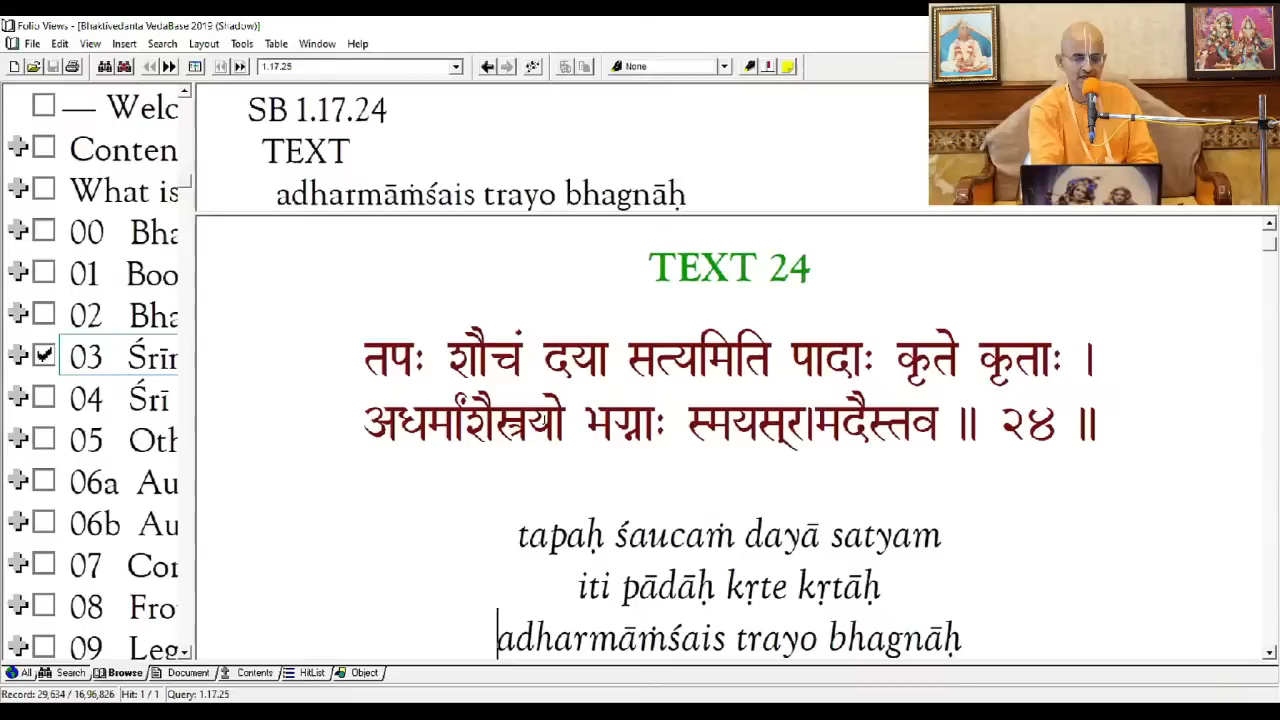 Folio Views - [Bhaktivedanta VedaBase 2019 (Shadow)]
File Edit View Insert Search Layout Tools Table Window Help
1.17.25 None
— Welc
Conten
What is
00 Bha
01 Boo
02 Bha
03 Śrīr
04 Śrī
05 Oth
06a Au
06b Au
07 Cor
08 Fro
09 Leg
SB 1.17.24
TEXT
adharmāṁśais trayo bhagnāḥ
TEXT 24
तपः शौचं दया सत्यमिति पादाः कृते कृताः ।
अधर्मांशैस्त्रयो भग्नाः स्मयस्‌रामदैस्तव ॥ २४ ॥
tapaḥ śaucaṁ dayā satyam
iti pādāḥ kṛte kṛtāḥ
adharmāṁśais trayo bhagnāḥ
All Search Browse Document Contents HitList Object
Record: 29,634 / 16,96,826 Hit: 1 / 1 Query: 1.17.25